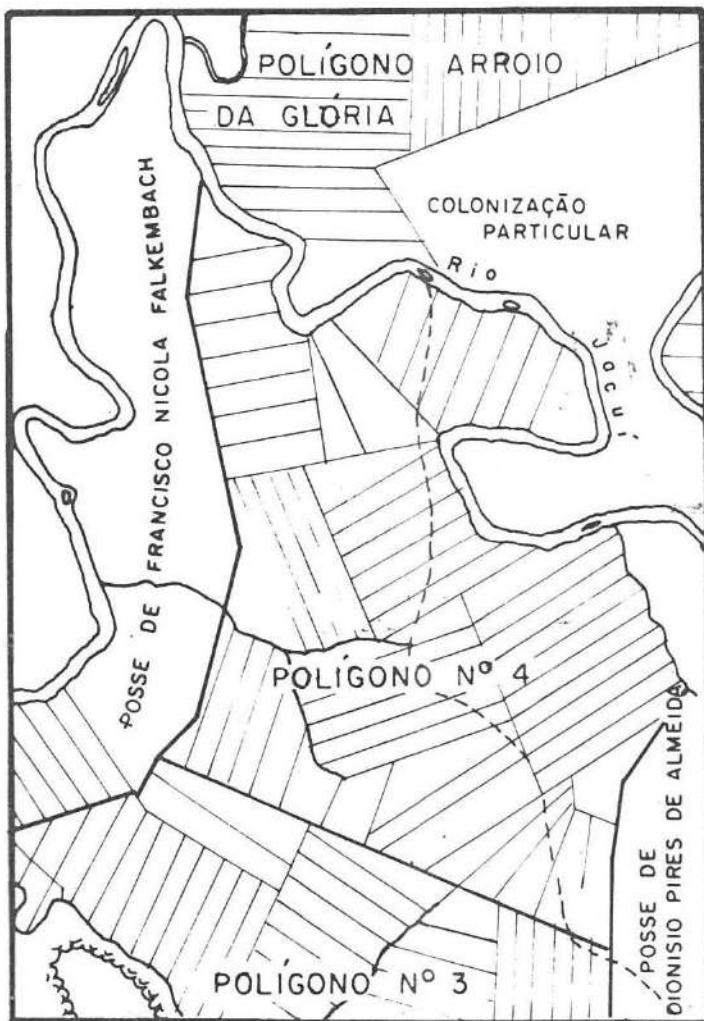 POLÍGONO ARROIO
DA GLÓRIA
COLONIZAÇÃO
PARTICULAR
Rio
Jacuí
POSSE DE FRANCISCO NICOLA FALKEMBACH
POLÍGONO Nº 4
POSSE DE
DIONISIO PIRES DE ALMEIDA
POLÍGONO Nº 3